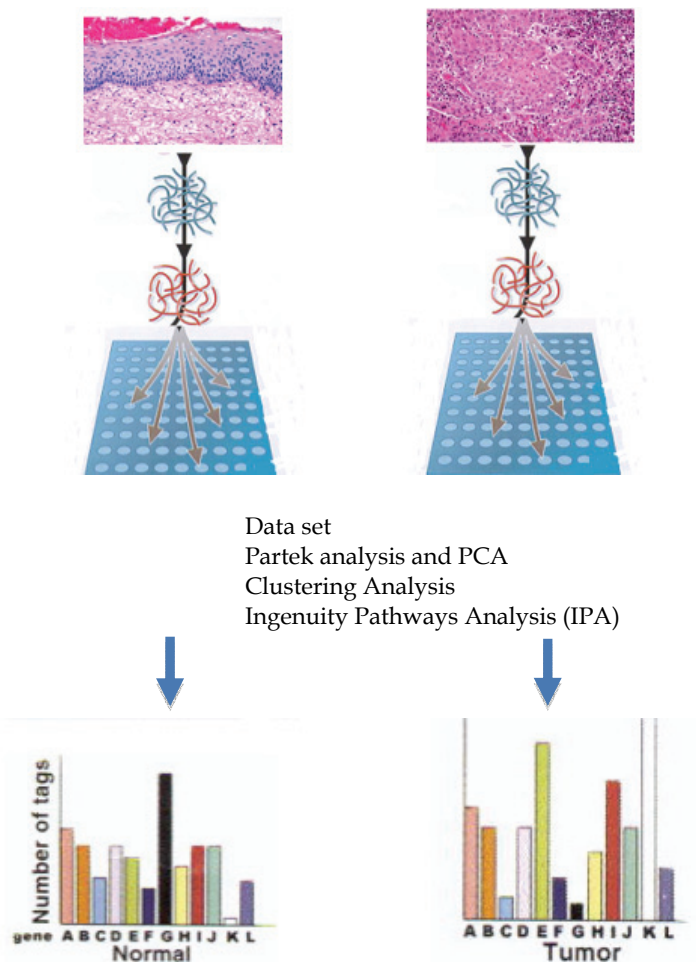 Data set
Partek analysis and PCA
Clustering Analysis
Ingenuity Pathways Analysis (IPA)
Number of tags
gene A B C D E F G H I J K L
Normal
A B C D E F G H I J K L
Tumor